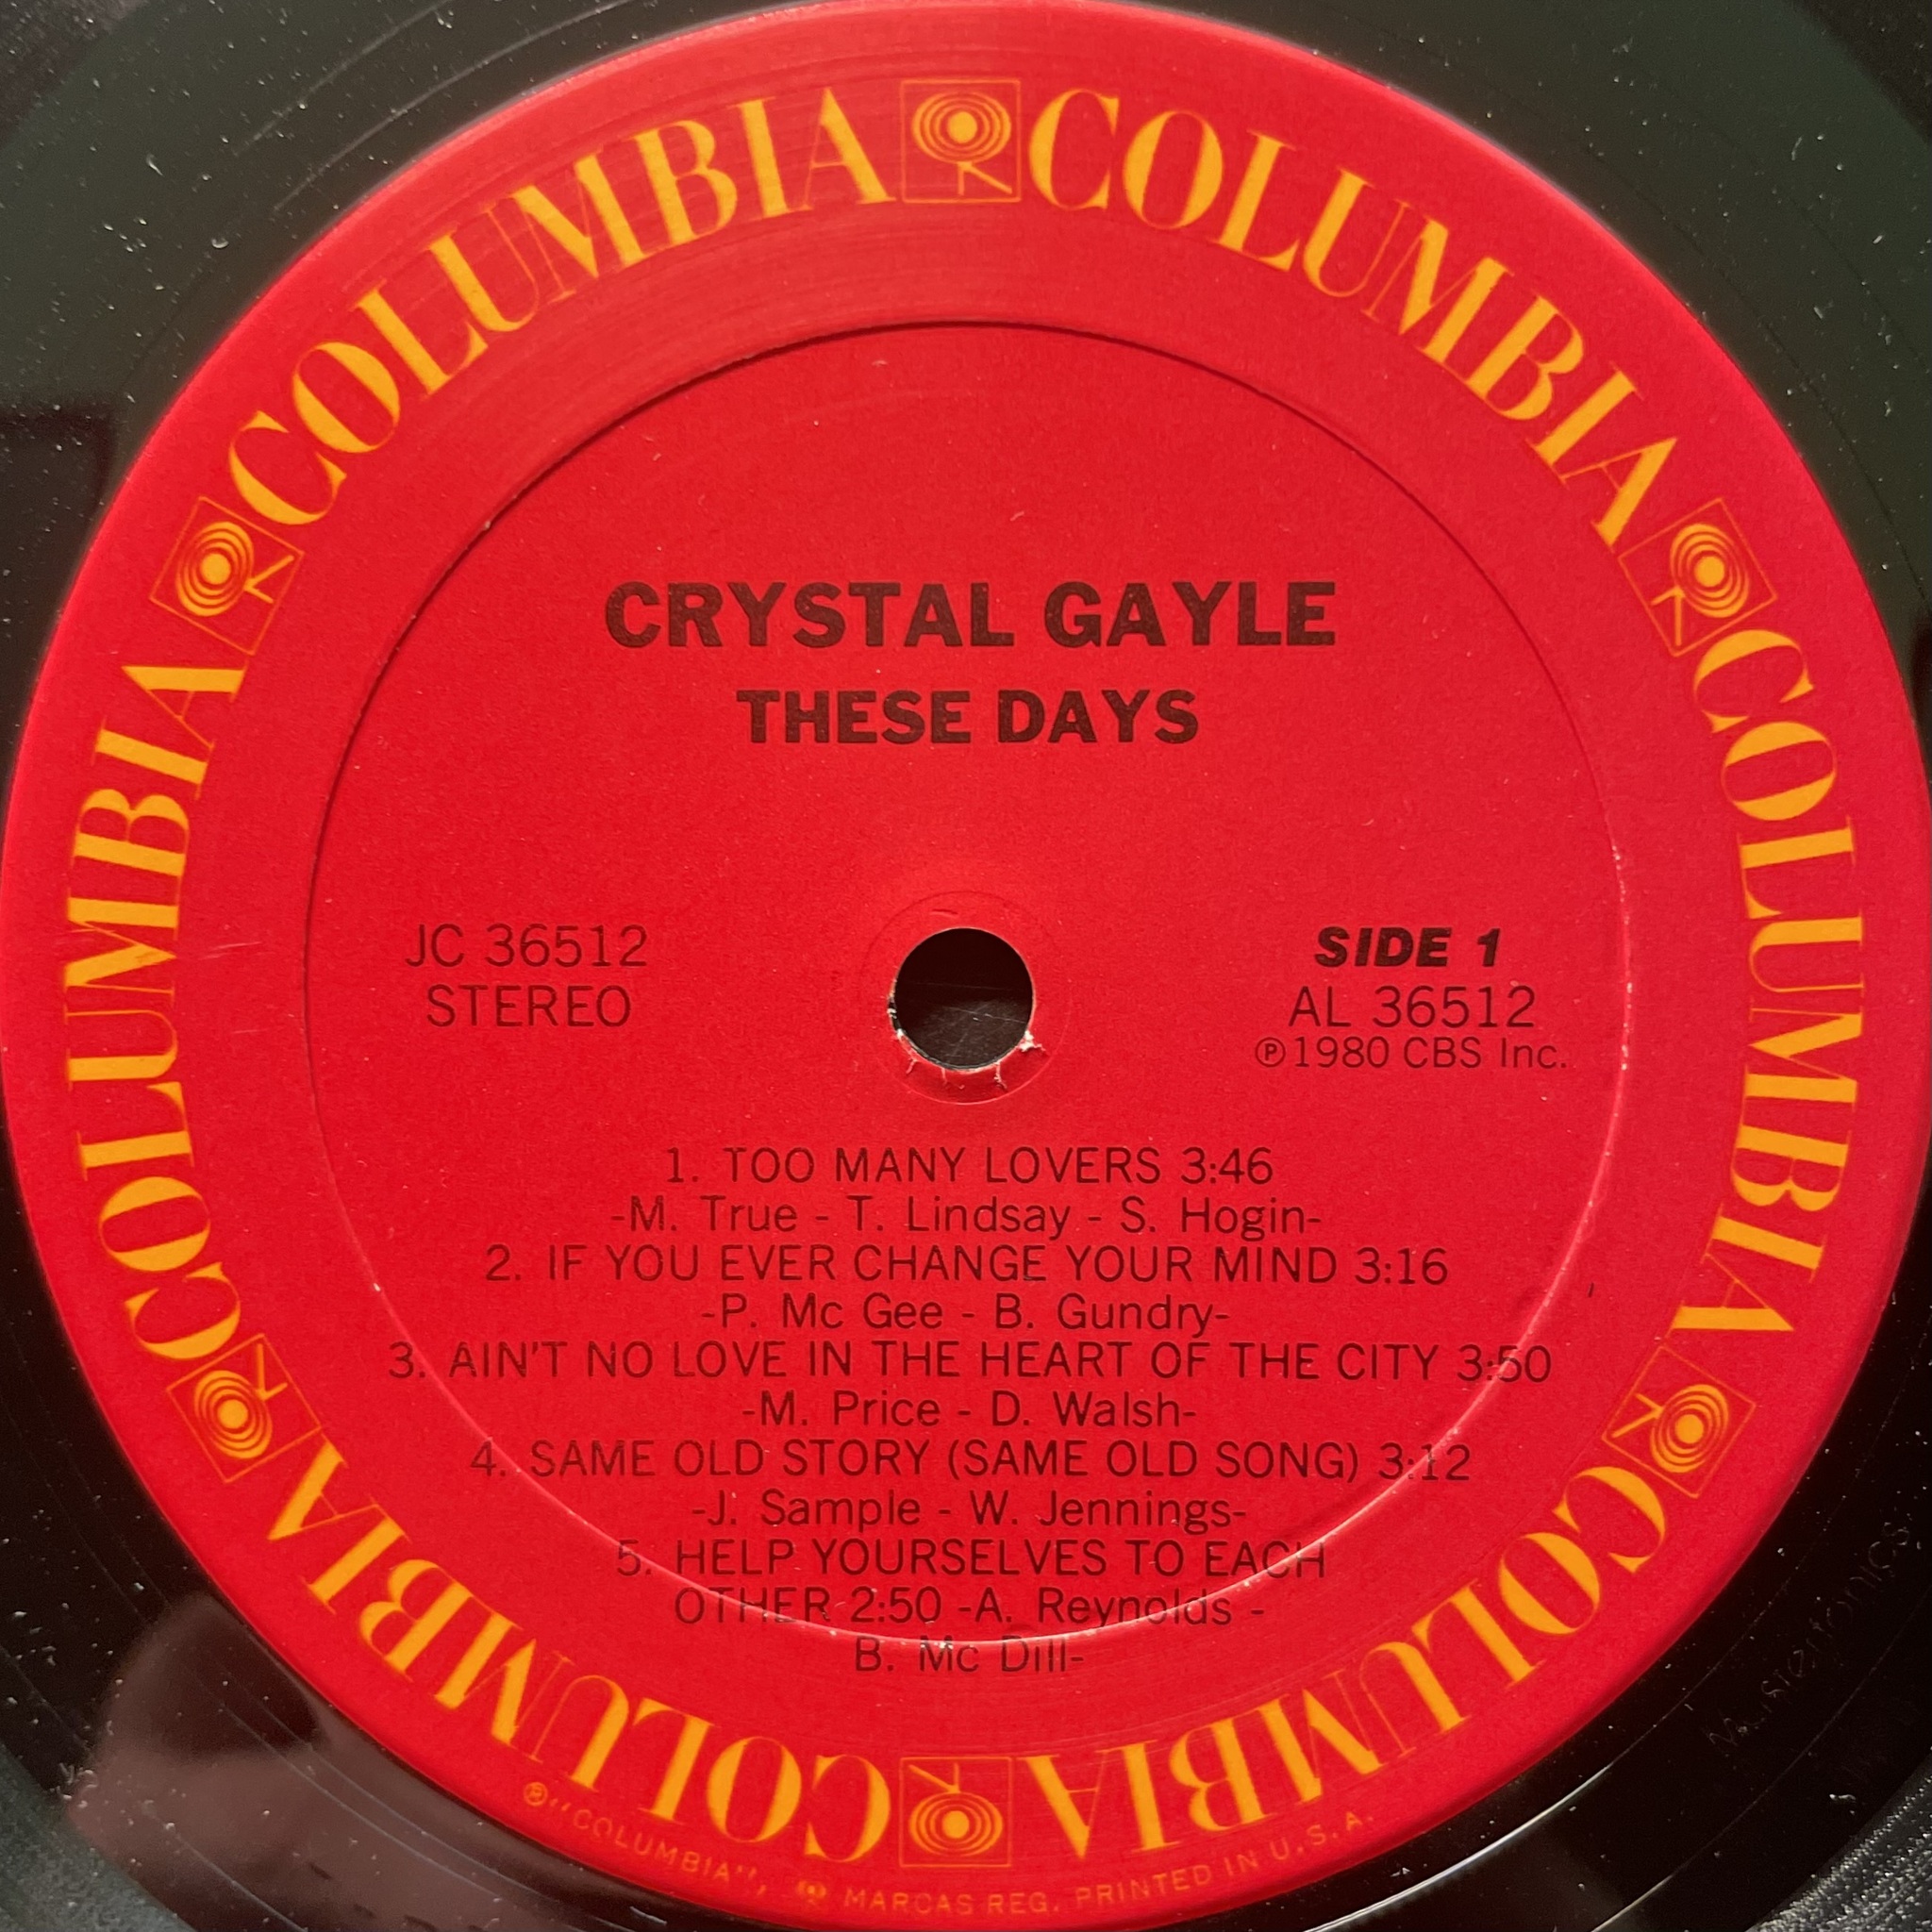 COLUMBIA COLUMBIA COLUMBIA COLUMBIA COLUMBIA COLUMBIA
CRYSTAL GAYLE
THESE DAYS
JC 36512
STEREO
SIDE 1
AL 36512
℗1980 CBS Inc.
1. TOO MANY LOVERS 3:46
-M. True - T. Lindsay - S. Hogin-
2. IF YOU EVER CHANGE YOUR MIND 3:16
-P. Mc Gee - B. Gundry-
3. AIN'T NO LOVE IN THE HEART OF THE CITY 3:50
-M. Price - D. Walsh-
4. SAME OLD STORY (SAME OLD SONG) 3:12
-J. Sample - W. Jennings-
5. HELP YOURSELVES TO EACH
OTHER 2:50 -A. Reynolds -
B. Mc Dill-
®"COLUMBIA", MARCAS REG. PRINTED IN U.S.A.